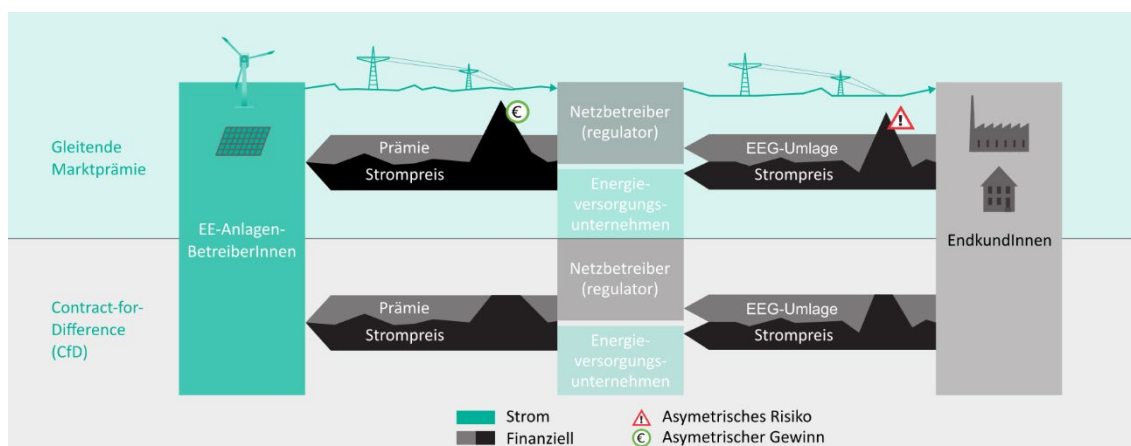 Gleitende
Marktprämie
EE-Anlagen-
BetreiberInnen
Prämie
Strompreis
Netzbetreiber
(regulator)
Energie-
versorgungs-
unternehmen
EEG-Umlage
Strompreis
EndkundInnen
Contract-for-
Difference
(CfD)
Prämie
Strompreis
Netzbetreiber
(regulator)
Energie-
versorgungs-
unternehmen
EEG-Umlage
Strompreis
Strom
Finanziell
! Asymetrisches Risiko
€ Asymetrischer Gewinn
€
!